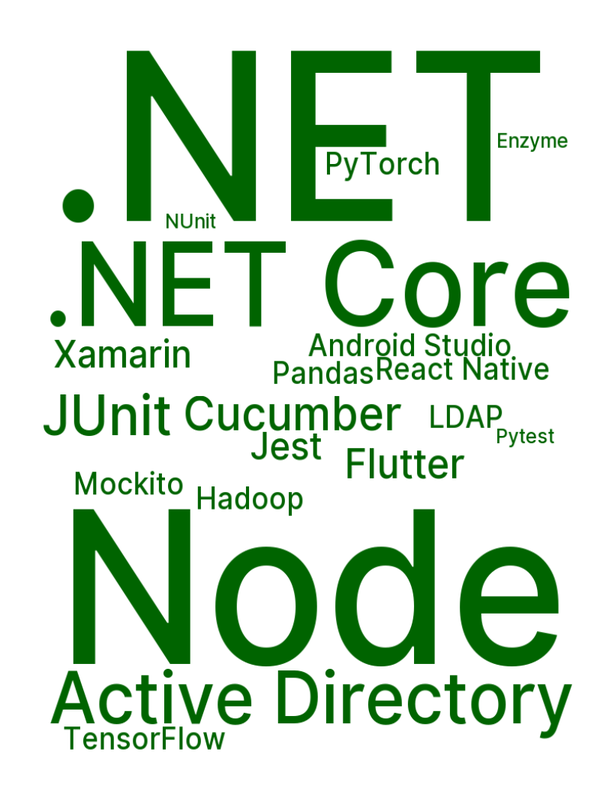 .NET
Enzyme
PyTorch
NUnit
.NET Core
Xamarin
Android Studio
Pandas
React Native
JUnit
Cucumber
LDAP
Pytest
Jest
Flutter
Mockito
Hadoop
Node
Active Directory
TensorFlow